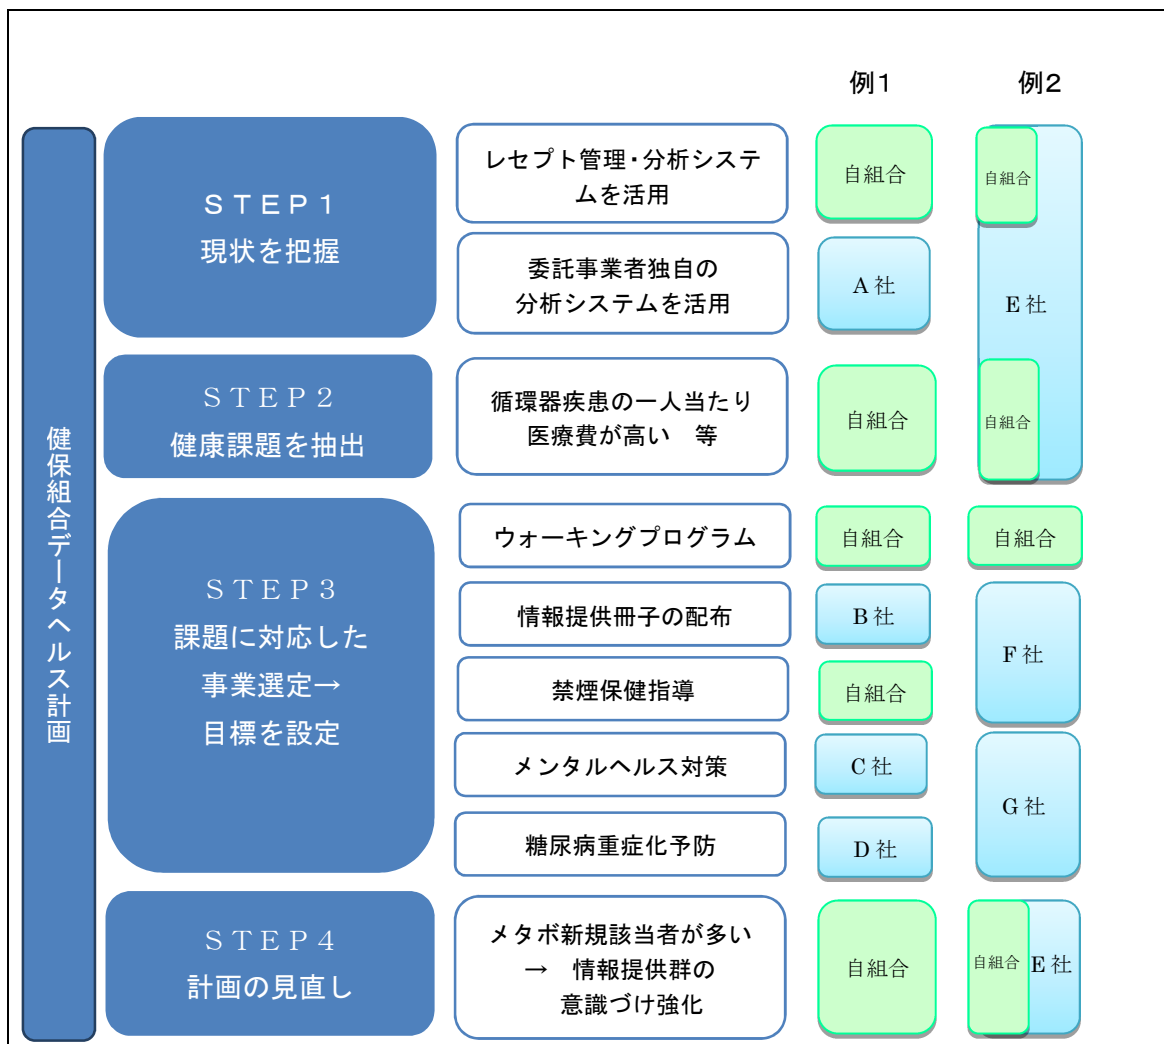 例1
例2
健保組合データヘルス計画
STEP1
現状を把握
レセプト管理・分析システ
ムを活用
自組合
自組合
委託事業者独自の
分析システムを活用
A 社
E 社
STEP2
健康課題を抽出
循環器疾患の一人当たり
医療費が高い 等
自組合
自組合
STEP3
課題に対応した
事業選定→
目標を設定
ウォーキングプログラム
自組合
自組合
情報提供冊子の配布
B 社
F 社
禁煙保健指導
自組合
メンタルヘルス対策
C 社
G 社
糖尿病重症化予防
D 社
STEP4
計画の見直し
メタボ新規該当者が多い
→ 情報提供群の
意識づけ強化
自組合
自組合
E 社